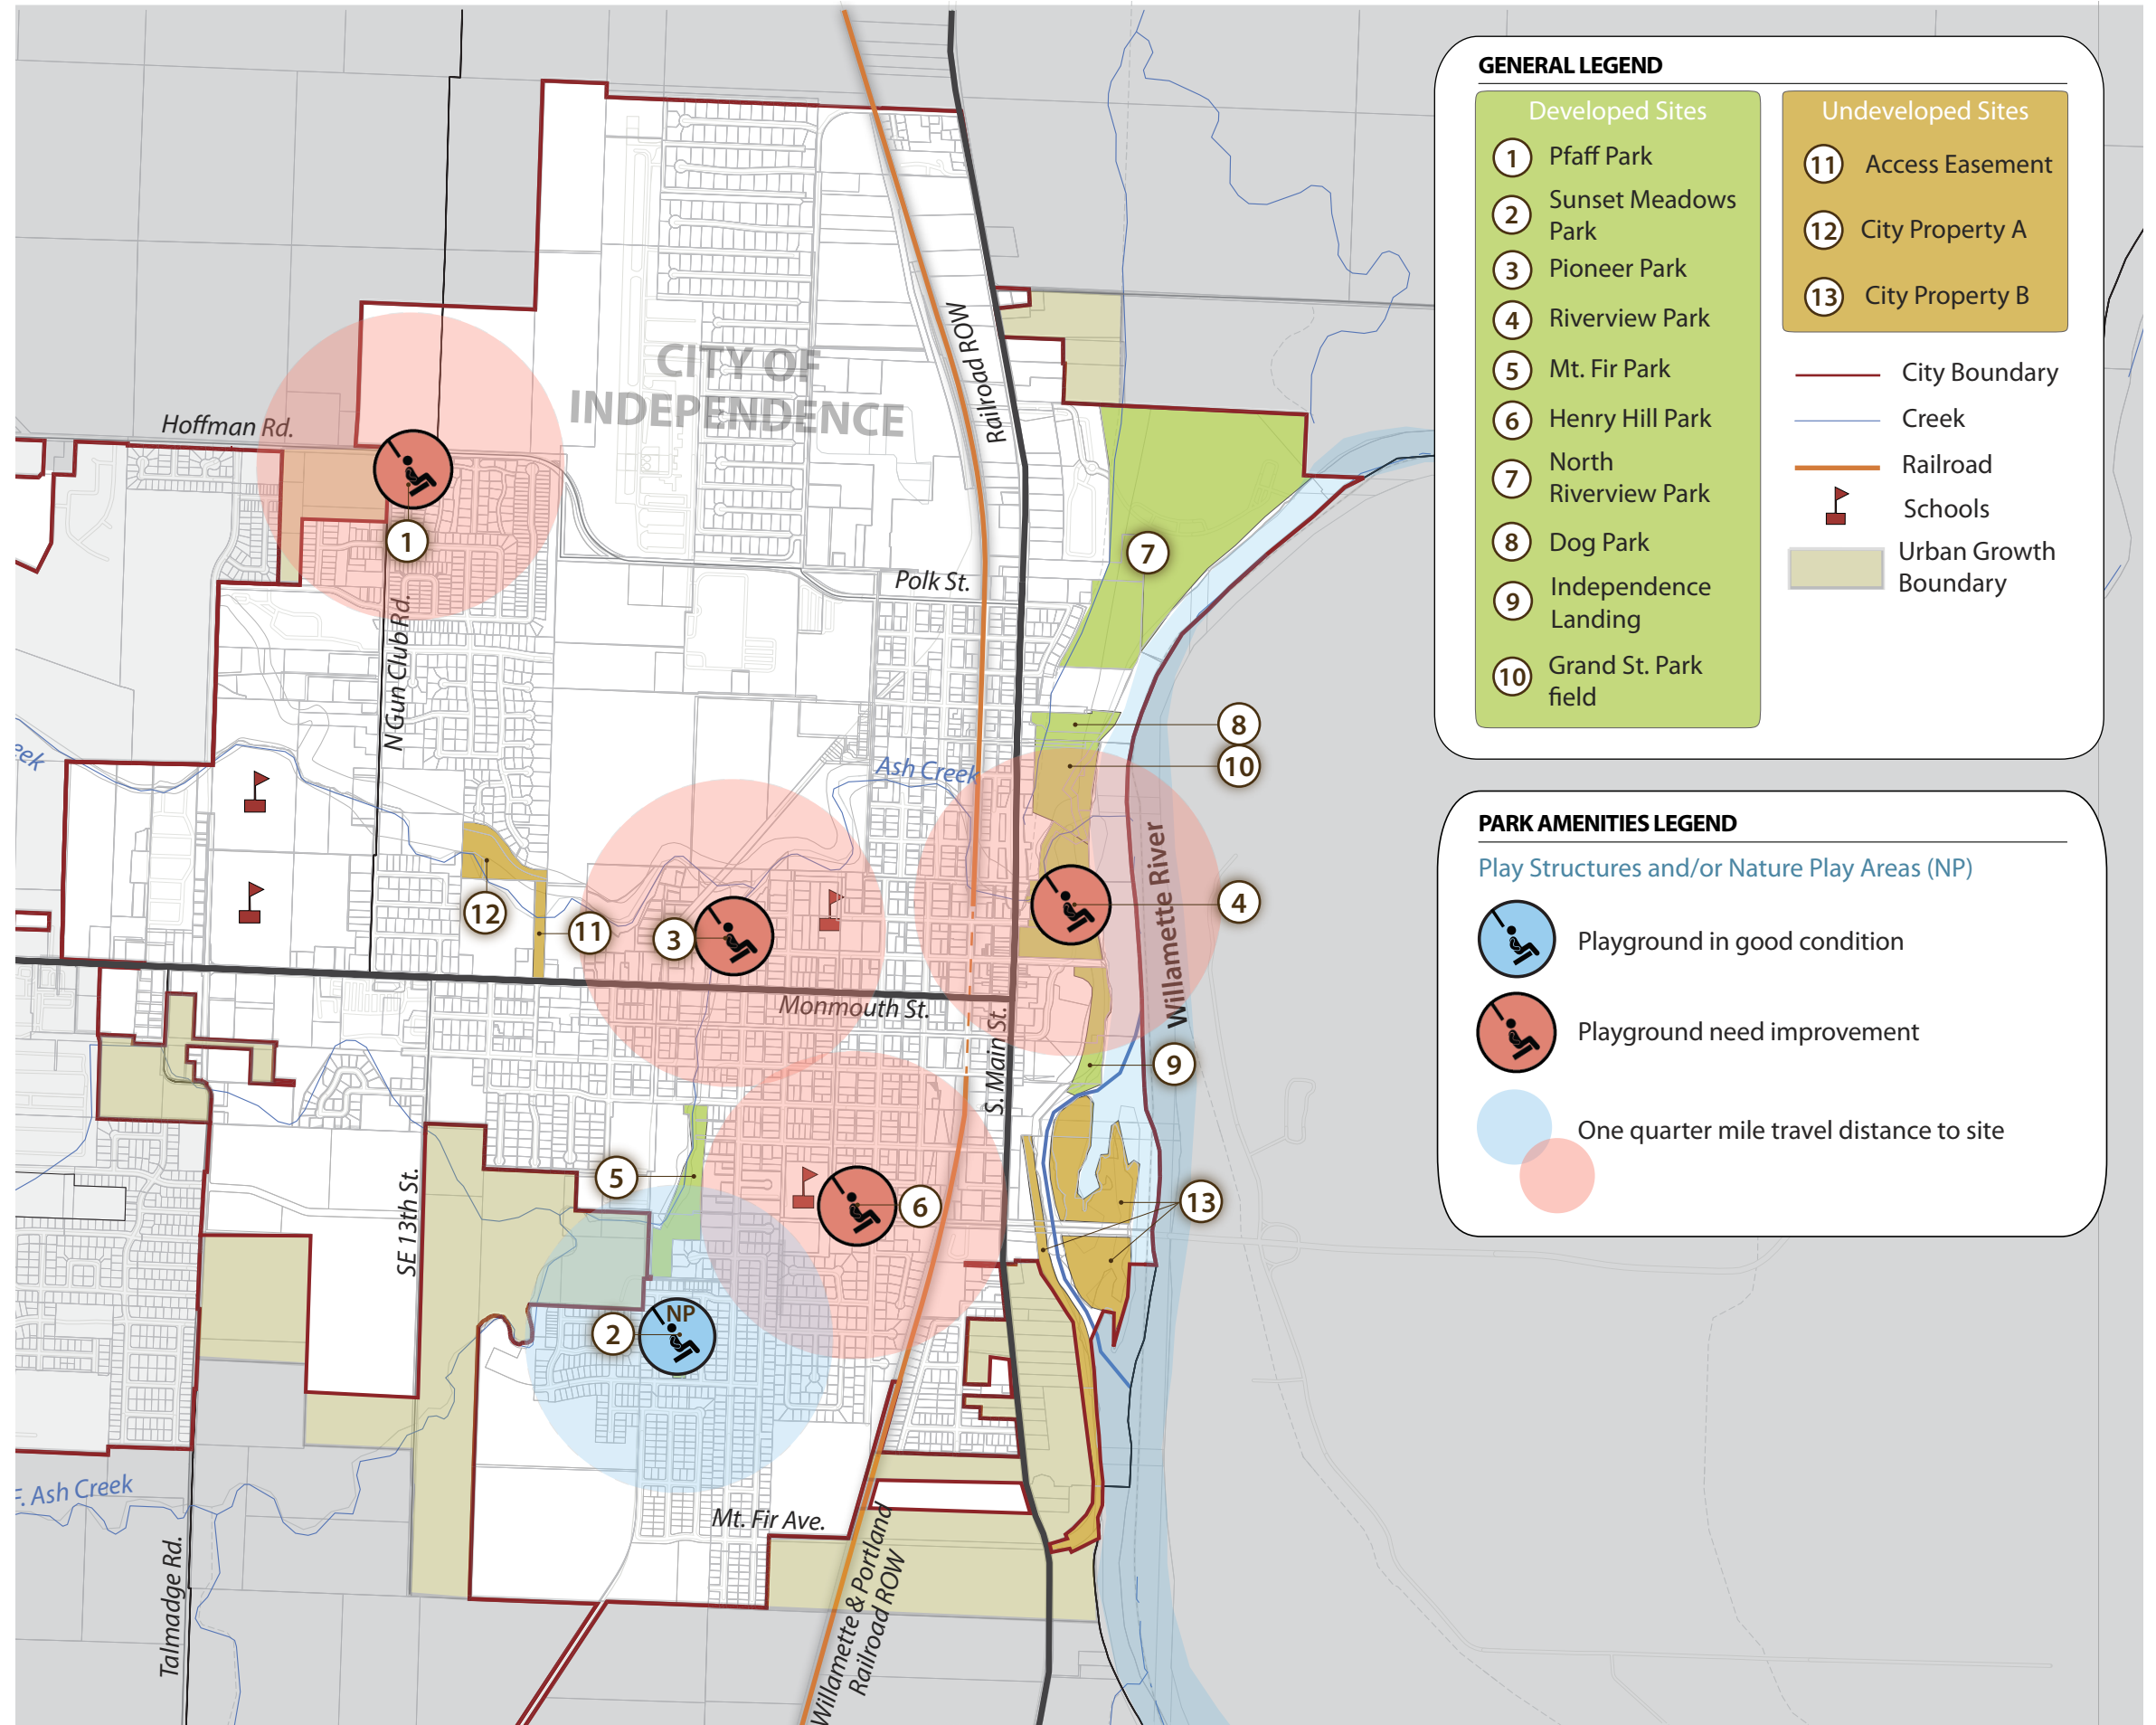 GENERAL LEGEND
Developed Sites
1 Pfaff Park
2 Sunset Meadows
Park
3 Pioneer Park
4 Riverview Park
5 Mt. Fir Park
6 Henry Hill Park
7 North
Riverview Park
8 Dog Park
9 Independence
Landing
10 Grand St. Park
field
Undeveloped Sites
11 Access Easement
12 City Property A
13 City Property B
City Boundary
Creek
Railroad
Schools
Urban Growth
Boundary
PARK AMENITIES LEGEND
Play Structures and/or Nature Play Areas (NP)
Playground in good condition
Playground need improvement
One quarter mile travel distance to site
CITY OF
INDEPENDENCE
Railroad ROW
Hoffman Rd.
1
7
Polk St.
N Gun Club Rd.
8
10
eek
Ash Creek
Willamette River
4
12
11
3
Monmouth St.
S. Main St.
9
5
6
13
SE 13th St.
NP
2
F. Ash Creek
Mt. Fir Ave.
Talmadge Rd.
Willamette & Portland
Railroad ROW